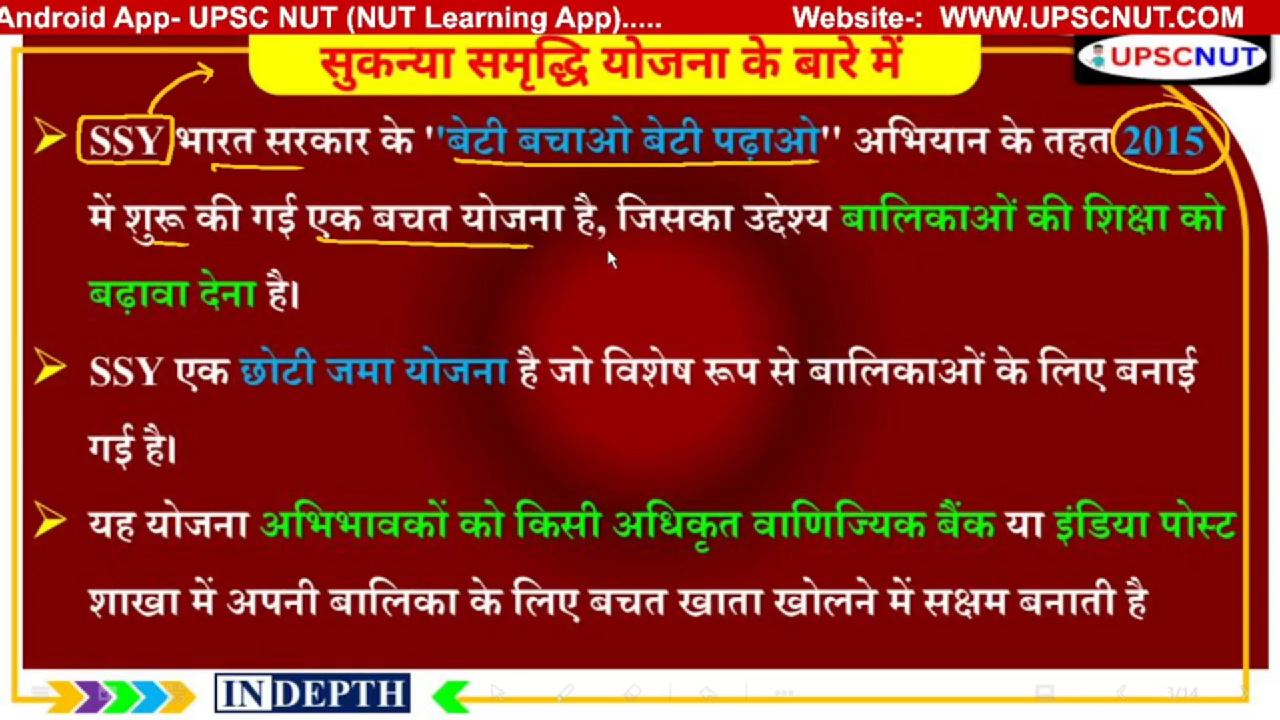 Android App- UPSC NUT (NUT Learning App)..... Website-: WWW.UPSCNUT.COM
सुकन्या समृद्धि योजना के बारे में
UPSCNUT
SSY भारत सरकार के "बेटी बचाओ बेटी पढ़ाओ" अभियान के तहत 2015
में शुरू की गई एक बचत योजना है, जिसका उद्देश्य बालिकाओं की शिक्षा को
बढ़ावा देना है।
SSY एक छोटी जमा योजना है जो विशेष रूप से बालिकाओं के लिए बनाई
गई है।
यह योजना अभिभावकों को किसी अधिकृत वाणिज्यिक बैंक या इंडिया पोस्ट
शाखा में अपनी बालिका के लिए बचत खाता खोलने में सक्षम बनाती है
INDEPTH
3/14